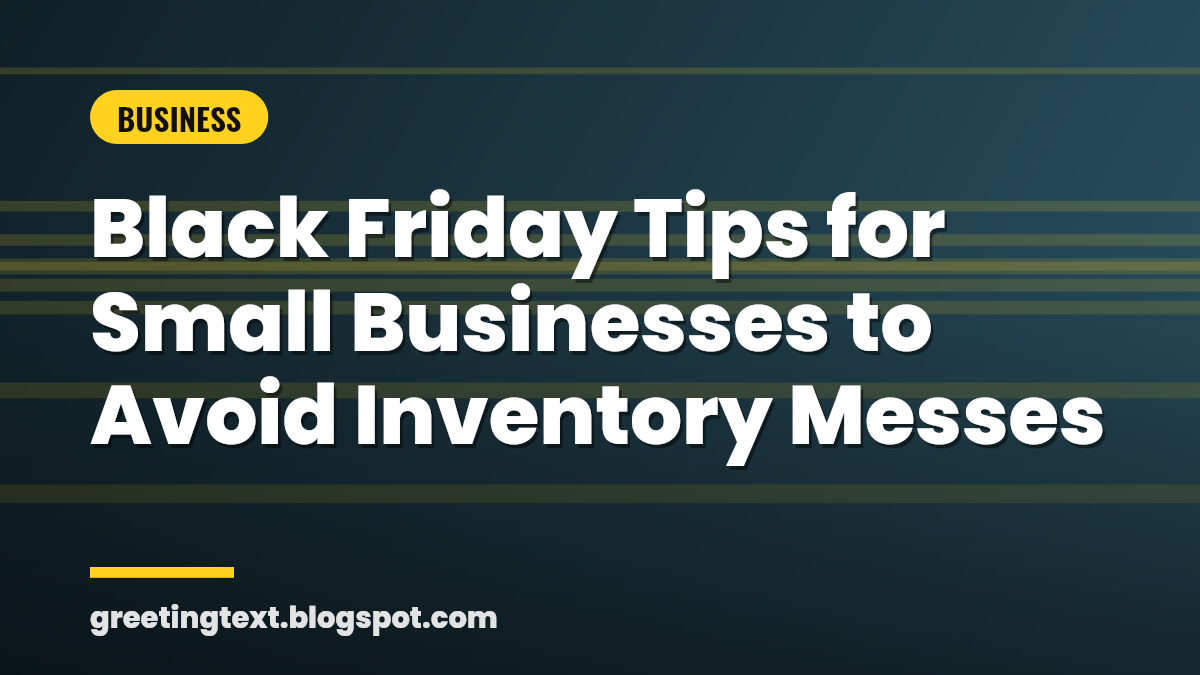 BUSINESS
Black Friday Tips for
Small Businesses to
Avoid Inventory Messes
greetingtext.blogspot.com